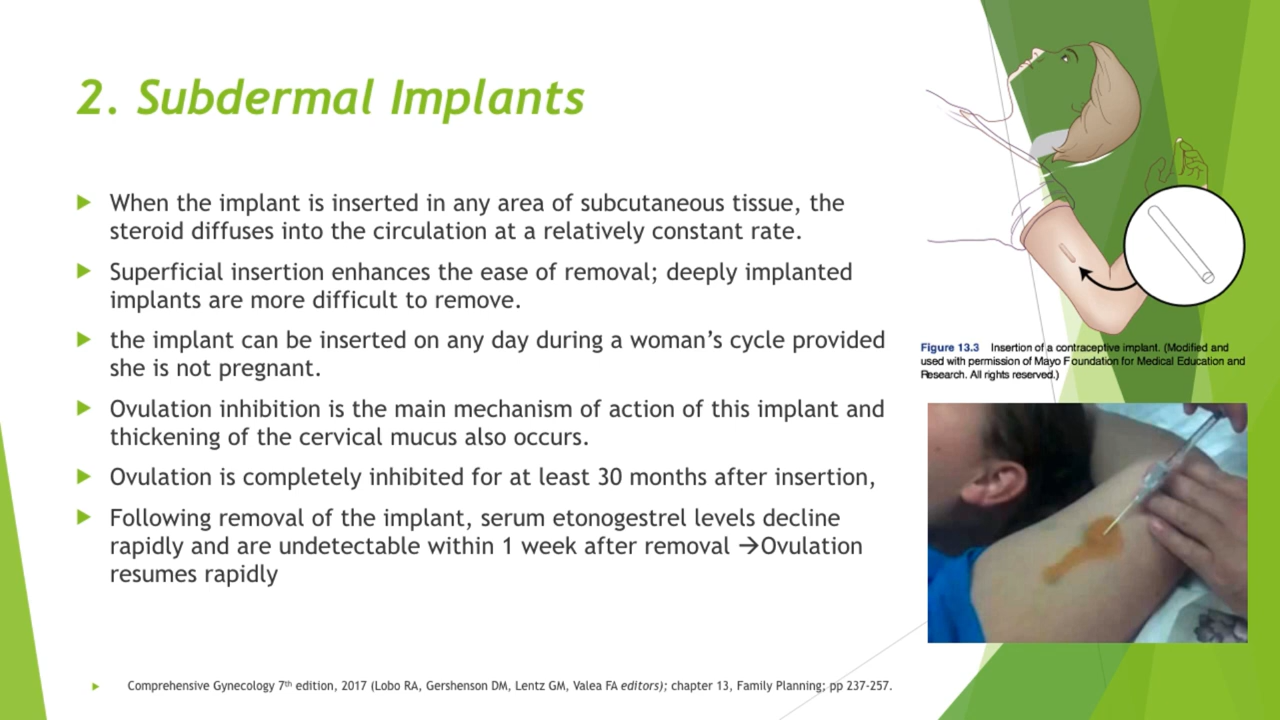 2. Subdermal Implants
When the implant is inserted in any area of subcutaneous tissue, the
steroid diffuses into the circulation at a relatively constant rate.
Superficial insertion enhances the ease of removal; deeply implanted
implants are more difficult to remove.
the implant can be inserted on any day during a woman’s cycle provided
she is not pregnant.
Ovulation inhibition is the main mechanism of action of this implant and
thickening of the cervical mucus also occurs.
Ovulation is completely inhibited for at least 30 months after insertion,
Following removal of the implant, serum etonogestrel levels decline
rapidly and are undetectable within 1 week after removal →Ovulation
resumes rapidly
Figure 13.3 Insertion of a contraceptive implant. (Modified and
used with permission of Mayo Foundation for Medical Education and
Research. All rights reserved.)
Comprehensive Gynecology 7th edition, 2017 (Lobo RA, Gershenson DM, Lentz GM, Valea FA editors); chapter 13, Family Planning; pp 237-257.